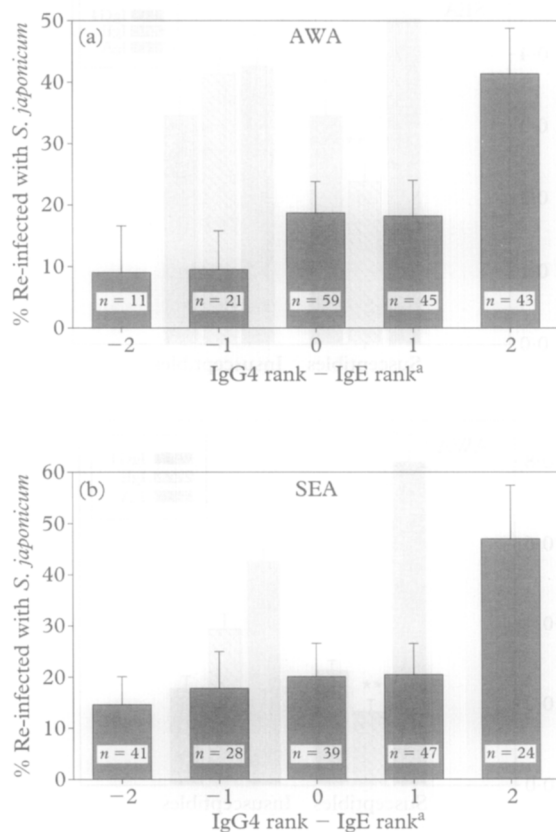 (a) AWA
% Re-infected with S. japonicum
50
40
30
20
10
0
n = 11 n = 21 n = 59 n = 45 n = 43
−2 −1 0 1 2
IgG4 rank − IgE rankᵃ
(b) SEA
% Re-infected with S. japonicum
60
50
40
30
20
10
0
n = 41 n = 28 n = 39 n = 47 n = 24
−2 −1 0 1 2
IgG4 rank − IgE rankᵃ